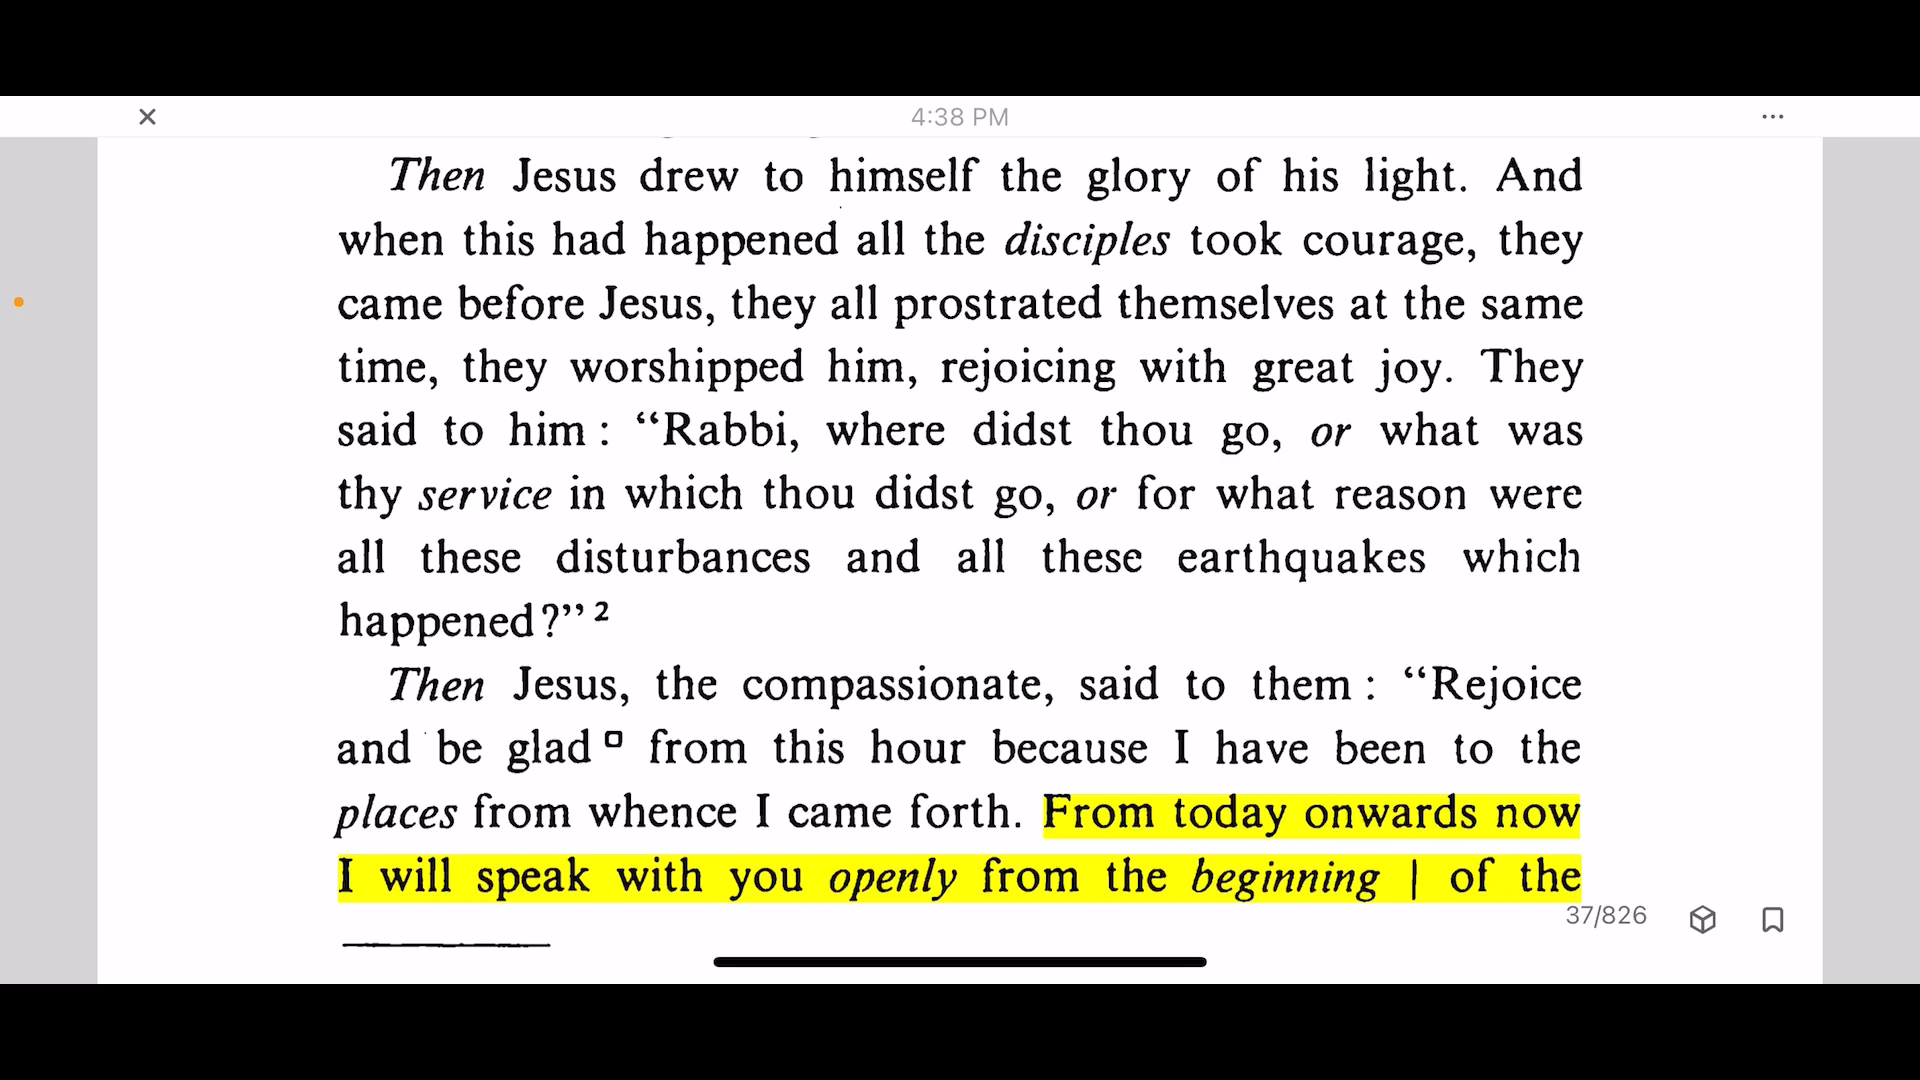 4:38 PM
Then Jesus drew to himself the glory of his light. And
when this had happened all the disciples took courage, they
came before Jesus, they all prostrated themselves at the same
time, they worshipped him, rejoicing with great joy. They
said to him : “Rabbi, where didst thou go, or what was
thy service in which thou didst go, or for what reason were
all these disturbances and all these earthquakes which
happened?” 2
Then Jesus, the compassionate, said to them : “Rejoice
and be glad □ from this hour because I have been to the
places from whence I came forth. From today onwards now
I will speak with you openly from the beginning | of the
37/826